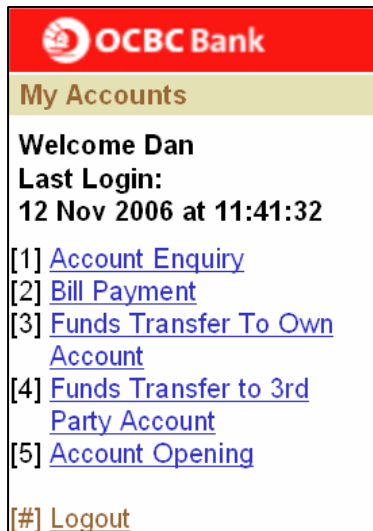 OCBC Bank
My Accounts
Welcome Dan
Last Login:
12 Nov 2006 at 11:41:32
[1] Account Enquiry
[2] Bill Payment
[3] Funds Transfer To Own
Account
[4] Funds Transfer to 3rd
Party Account
[5] Account Opening
[#] Logout